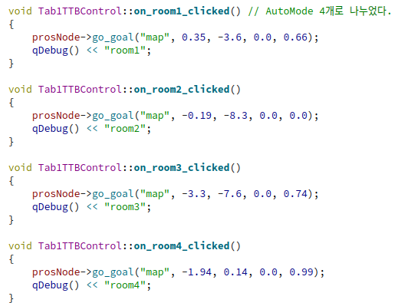 void Tab1TTBControl::on_room1_clicked() // AutoMode 4개로 나누었다.
{
    prosNode->go_goal("map", 0.35, -3.6, 0.0, 0.66);
    qDebug() << "room1";
}
void Tab1TTBControl::on_room2_clicked()
{
    prosNode->go_goal("map", -0.19, -8.3, 0.0, 0.0);
    qDebug() << "room2";
}
void Tab1TTBControl::on_room3_clicked()
{
    prosNode->go_goal("map", -3.3, -7.6, 0.0, 0.74);
    qDebug() << "room3";
}
void Tab1TTBControl::on_room4_clicked()
{
    prosNode->go_goal("map", -1.94, 0.14, 0.0, 0.99);
    qDebug() << "room4";
}